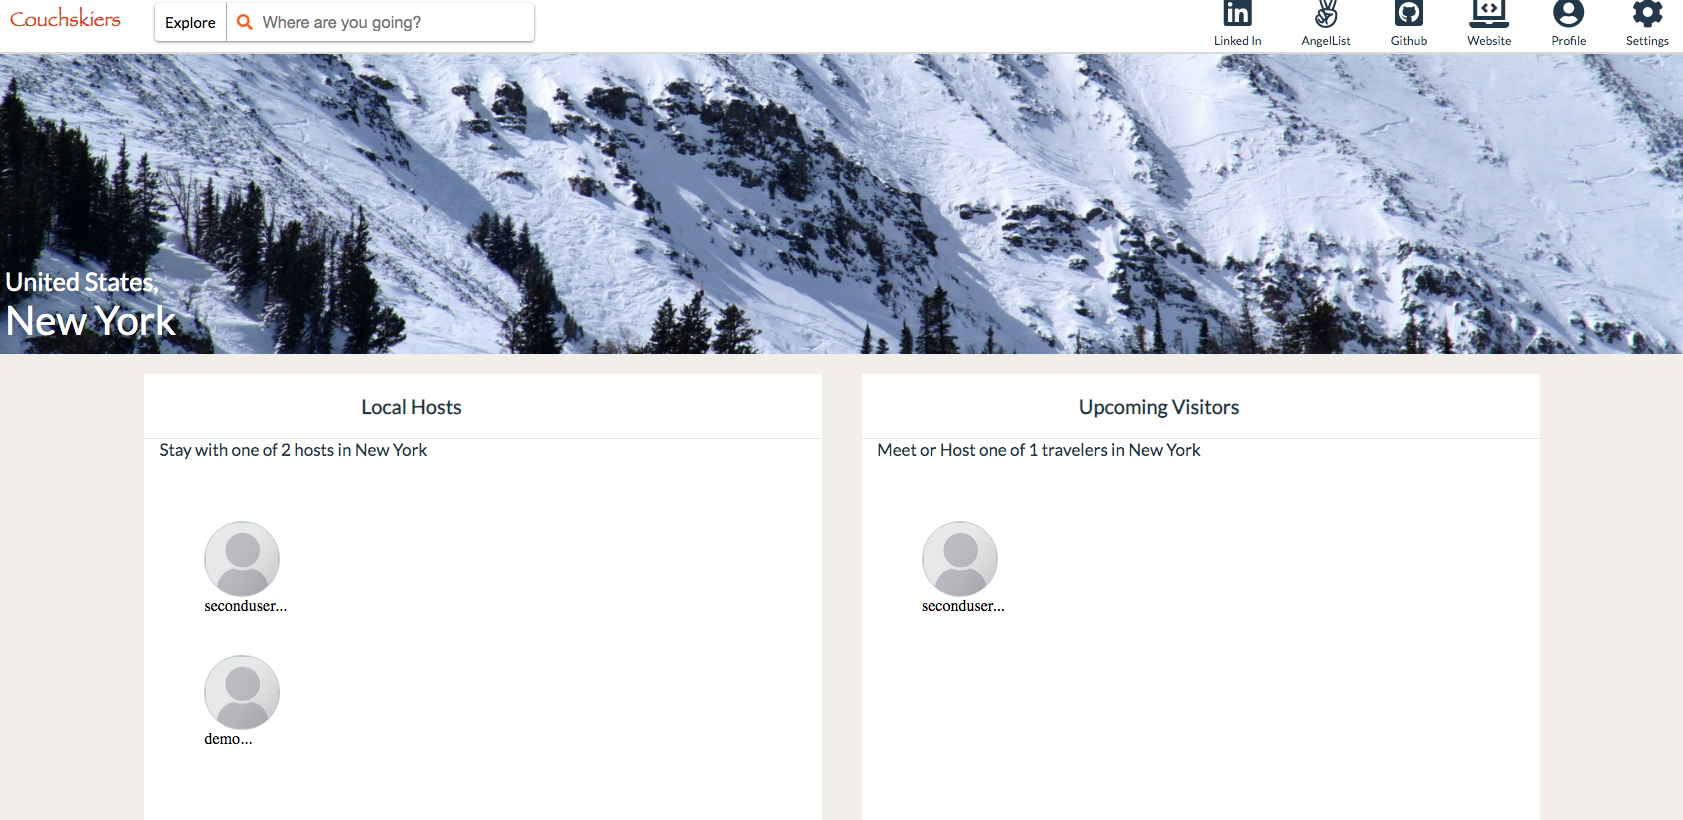 Couchskiers
Explore
Where are you going?
Linked In
AngelList
Github
Website
Profile
Settings
United States,
New York
Local Hosts
Stay with one of 2 hosts in New York
seconduser...
demo...
Upcoming Visitors
Meet or Host one of 1 travelers in New York
seconduser...